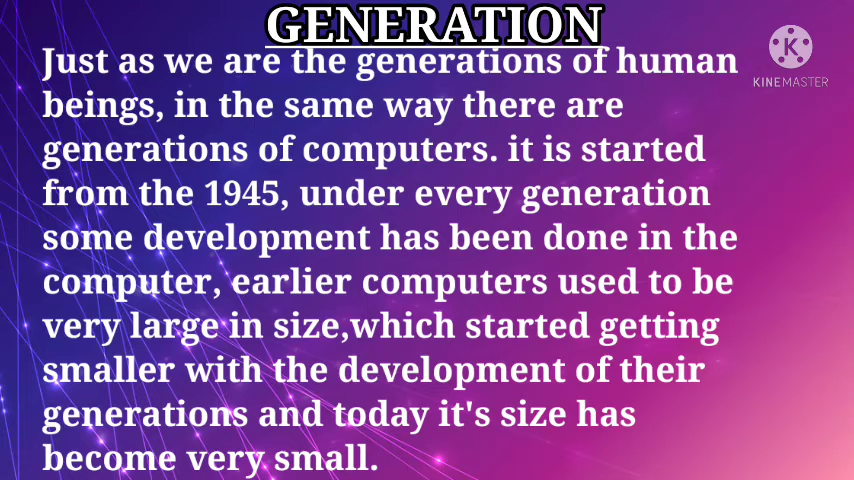 GENERATION
Just as we are the generations of human
beings, in the same way there are
generations of computers. it is started
from the 1945, under every generation
some development has been done in the
computer, earlier computers used to be
very large in size,which started getting
smaller with the development of their
generations and today it's size has
become very small.
K
KINEMASTER